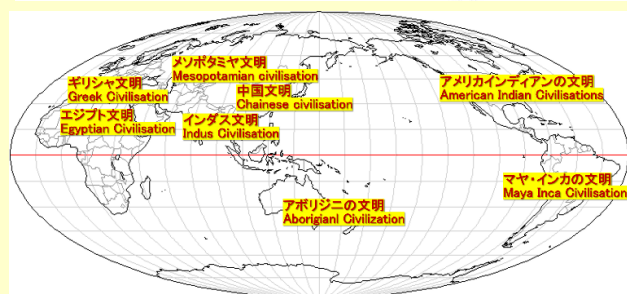 メソポタミヤ文明
Mesopotamian civilisation
ギリシャ文明
Greek Civilisation
中国文明
Chainese civilisation
アメリカインディアンの文明
American Indian Civilisations
エジプト文明
Egyptian Civilisation
インダス文明
Indus Civilisation
マヤ・インカの文明
Maya Inca Civilisation
アボリジニの文明
Aborigianl Civilization